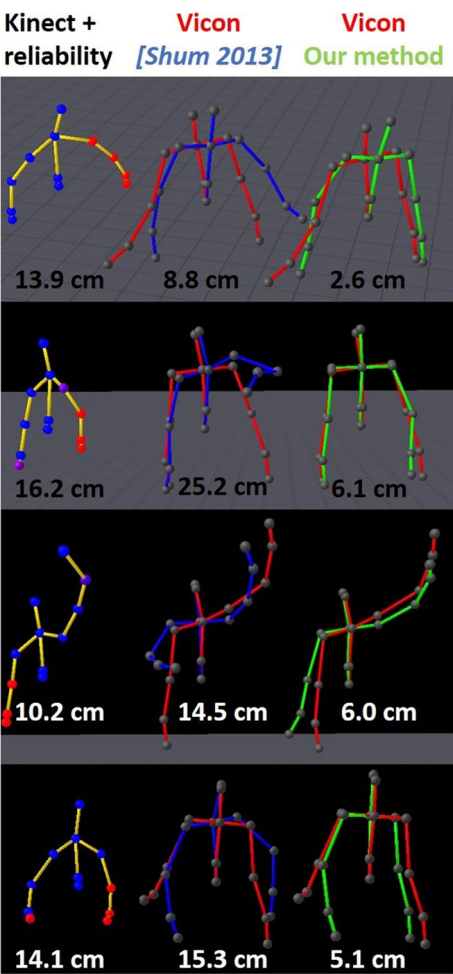 Kinect + Vicon Vicon
reliability [Shum 2013] Our method
13.9 cm 8.8 cm 2.6 cm
16.2 cm 25.2 cm 6.1 cm
10.2 cm 14.5 cm 6.0 cm
14.1 cm 15.3 cm 5.1 cm